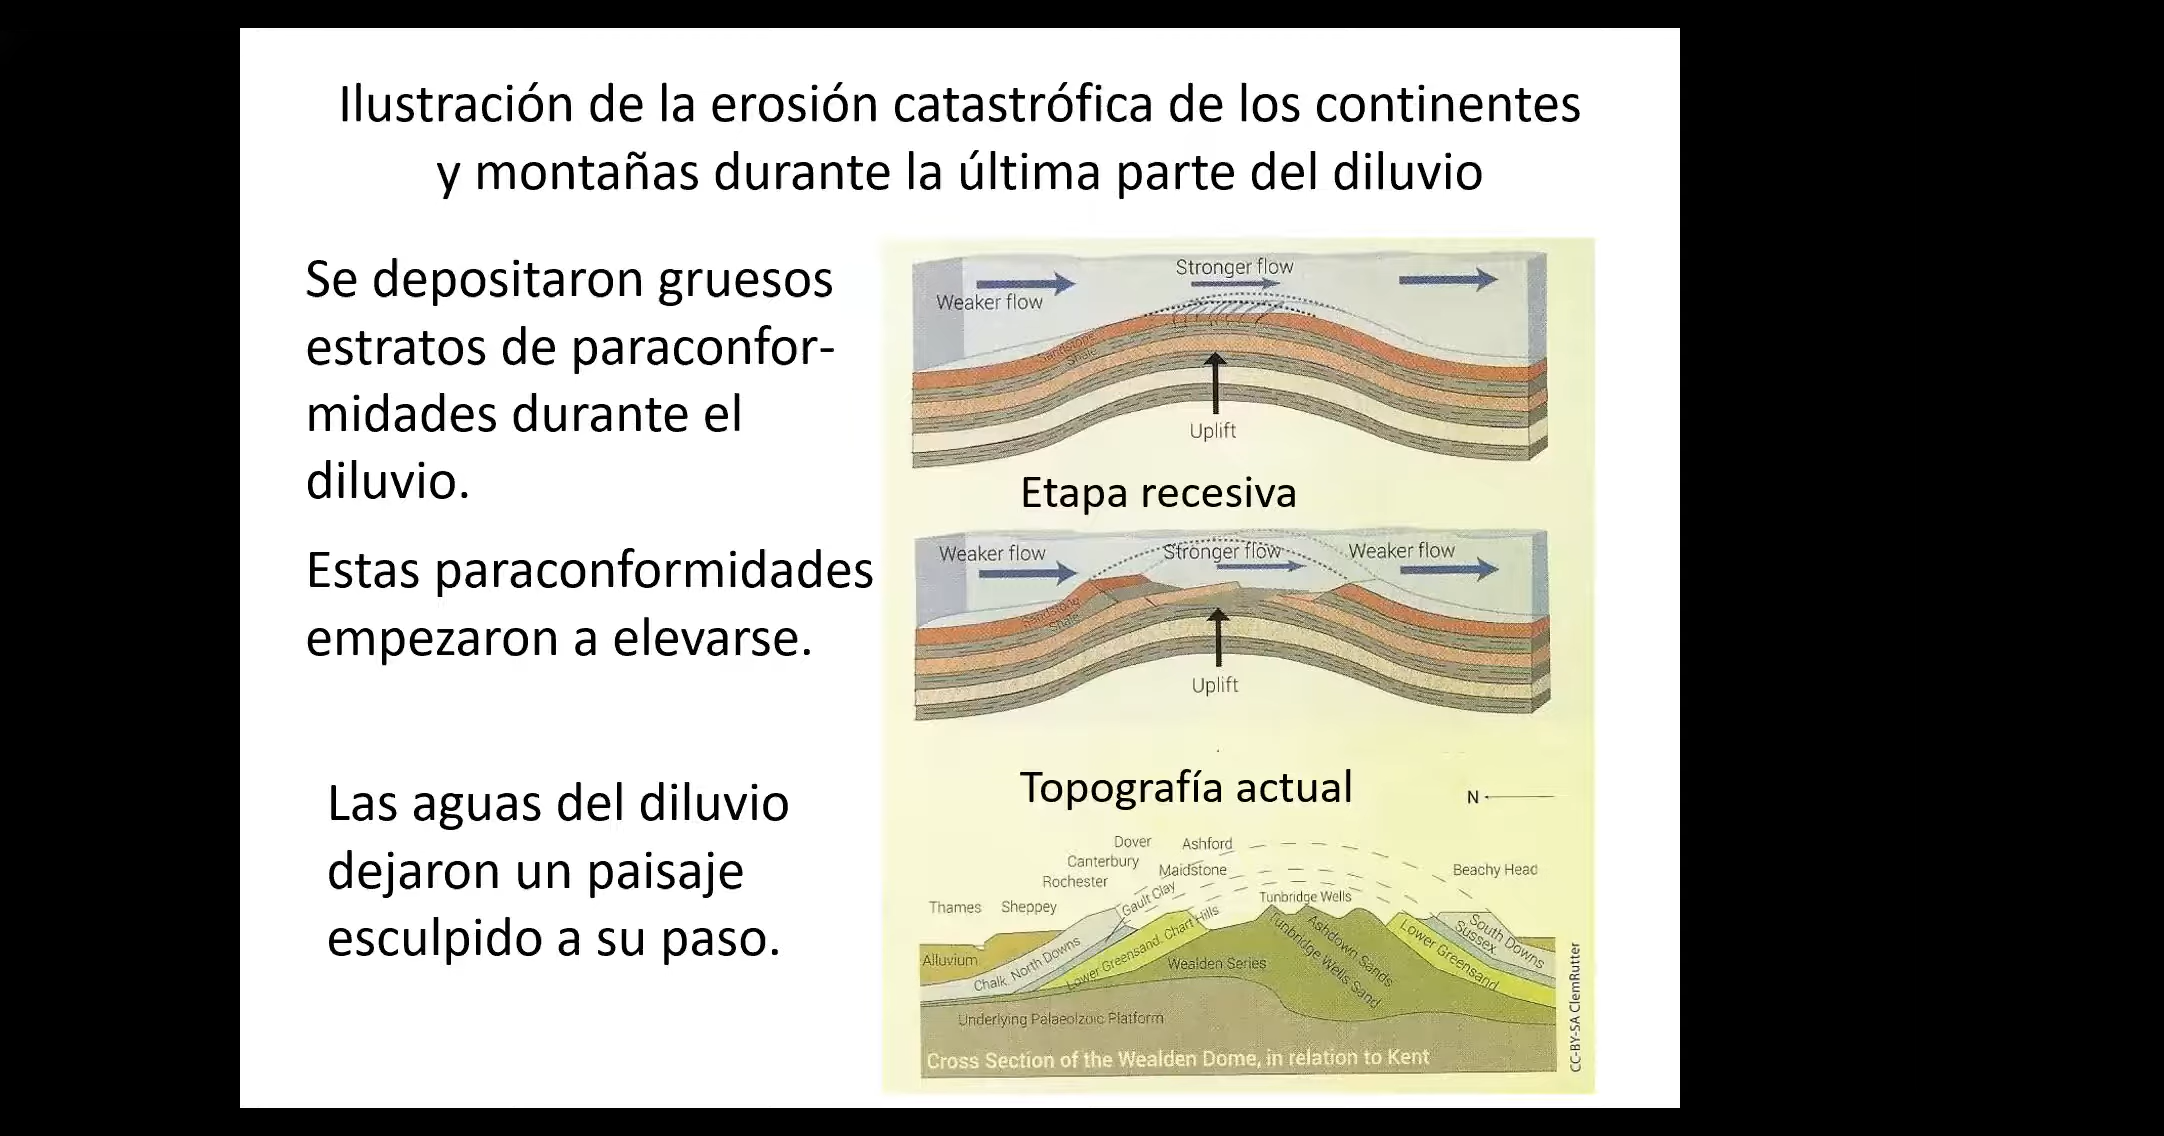 Ilustración de la erosión catastrófica de los continentes
y montañas durante la última parte del diluvio
Se depositaron gruesos
estratos de paraconfor-
midades durante el
diluvio.
Estas paraconformidades
empezaron a elevarse.
Las aguas del diluvio
dejaron un paisaje
esculpido a su paso.
Stronger flow
Weaker flow
Sandstone
Shale
Uplift
Etapa recesiva
Weaker flow
Stronger flow
Weaker flow
Sandstone
Shale
Uplift
Topografía actual
N
Dover
Ashford
Canterbury
Maidstone
Beachy Head
Rochester
Gault Clay
Tunbridge Wells
Thames
Sheppey
Alluvium
Chalk. North Downs
Lower Greensand. Chart Hills
Wealden Series
Tunbridge Wells Sand
Ashdown Sands
Lower Greensand
South Downs
Sussex.
Underlying Palaeolzoic Platform
Cross Section of the Wealden Dome, in relation to Kent
CC-BY-SA ClemRutter